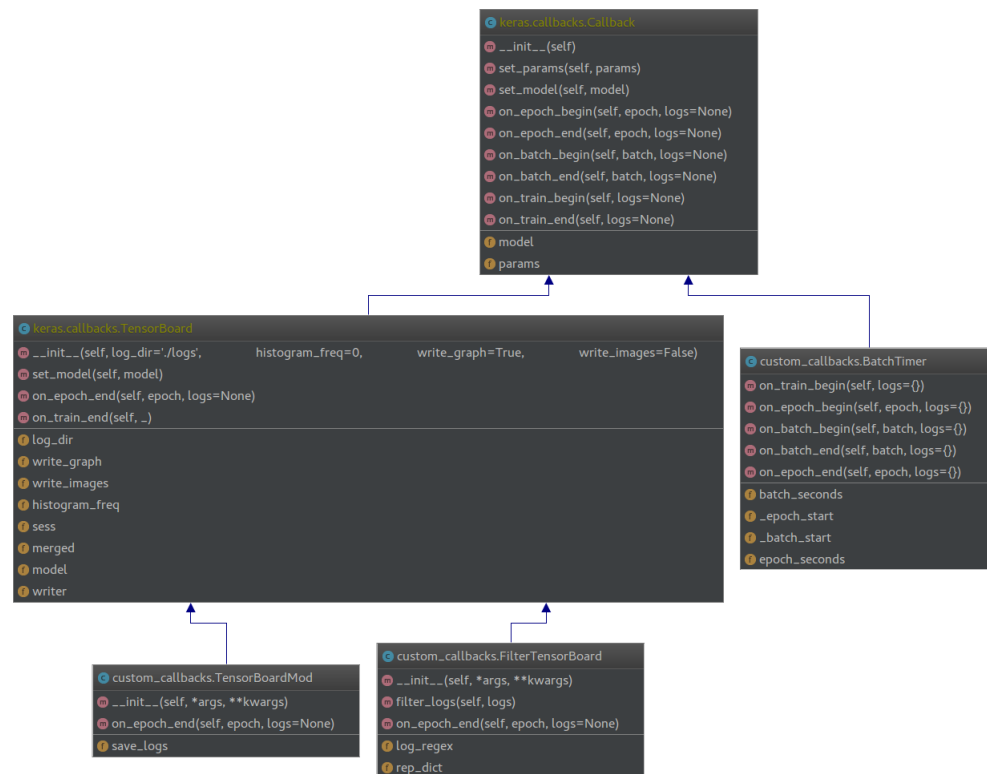 keras.callbacks.Callback
__init__(self)
set_params(self, params)
set_model(self, model)
on_epoch_begin(self, epoch, logs=None)
on_epoch_end(self, epoch, logs=None)
on_batch_begin(self, batch, logs=None)
on_batch_end(self, batch, logs=None)
on_train_begin(self, logs=None)
on_train_end(self, logs=None)
model
params
keras.callbacks.TensorBoard
__init__(self, log_dir='./logs', histogram_freq=0, write_graph=True, write_images=False)
set_model(self, model)
on_epoch_end(self, epoch, logs=None)
on_train_end(self, _)
log_dir
write_graph
write_images
histogram_freq
sess
merged
model
writer
custom_callbacks.BatchTimer
on_train_begin(self, logs={})
on_epoch_begin(self, epoch, logs={})
on_batch_begin(self, batch, logs={})
on_batch_end(self, batch, logs={})
on_epoch_end(self, epoch, logs={})
batch_seconds
_epoch_start
_batch_start
epoch_seconds
custom_callbacks.TensorBoardMod
__init__(self, *args, **kwargs)
on_epoch_end(self, epoch, logs=None)
save_logs
custom_callbacks.FilterTensorBoard
__init__(self, *args, **kwargs)
filter_logs(self, logs)
on_epoch_end(self, epoch, logs=None)
log_regex
rep_dict